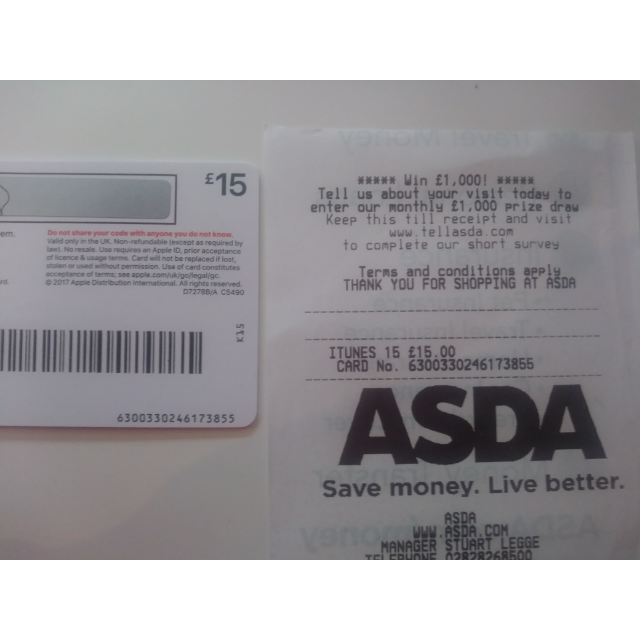 £15
Do not share your code with anyone you do not know.
Valid only in the UK. Non-refundable (except as required by
law). No resale. Use requires an Apple ID, prior acceptance
of licence & usage terms. Card will not be replaced if lost,
stolen or used without permission. Use of card constitutes
acceptance of terms; see apple.com/uk/go/legal/gc.
© 2017 Apple Distribution International. All rights reserved.
D7278B/A C5490
K15
6300330246173855
***** Win £1,000! *****
Tell us about your visit today to
enter our monthly £1,000 prize draw
Keep this till receipt and visit
www.tellasda.com
to complete our short survey
Terms and conditions apply
THANK YOU FOR SHOPPING AT ASDA
ITUNES 15 £15.00
CARD No. 6300330246173855
ASDA
Save money. Live better.
ASDA
WWW.ASDA.COM
MANAGER STUART LEGGE
TELEPHONE 02828268500